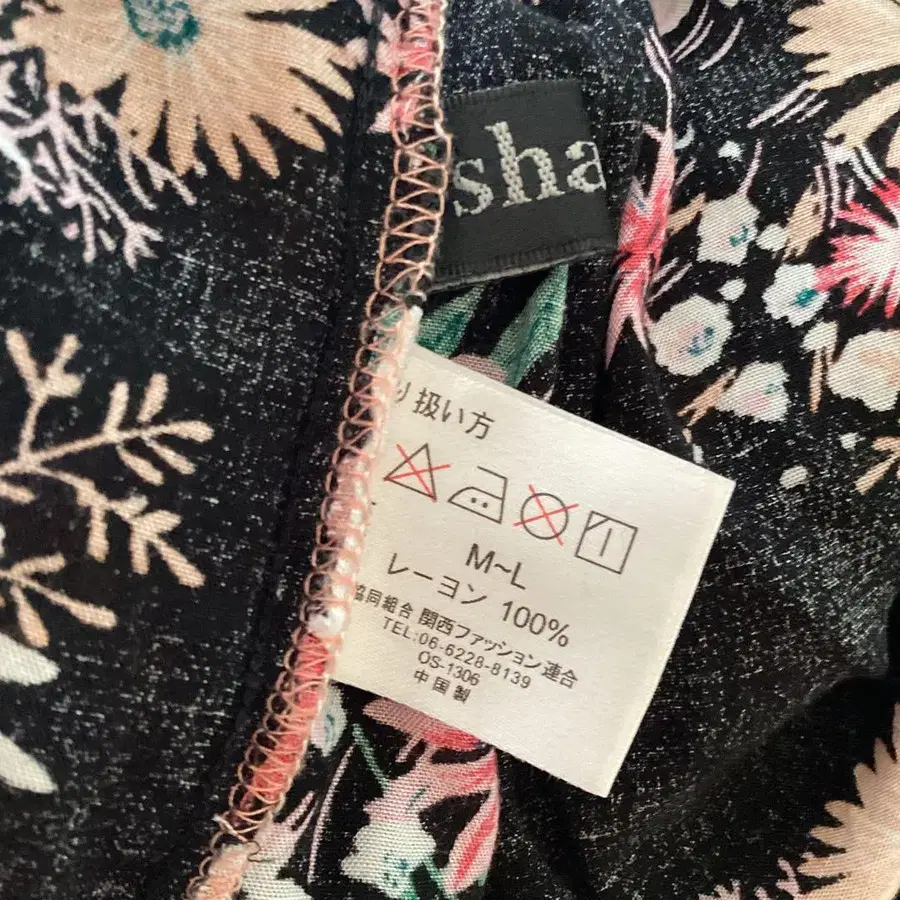 sha
り扱い方
M~L
レーヨン 100%
協同組合 関西ファッション連合
TEL:06-6228-8139
OS-1306
中国製